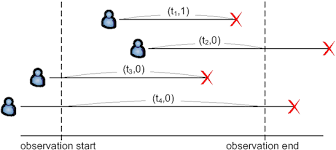 (t₁,1)
(t₂,0)
(t₃,0)
(t₄,0)
observation start
observation end